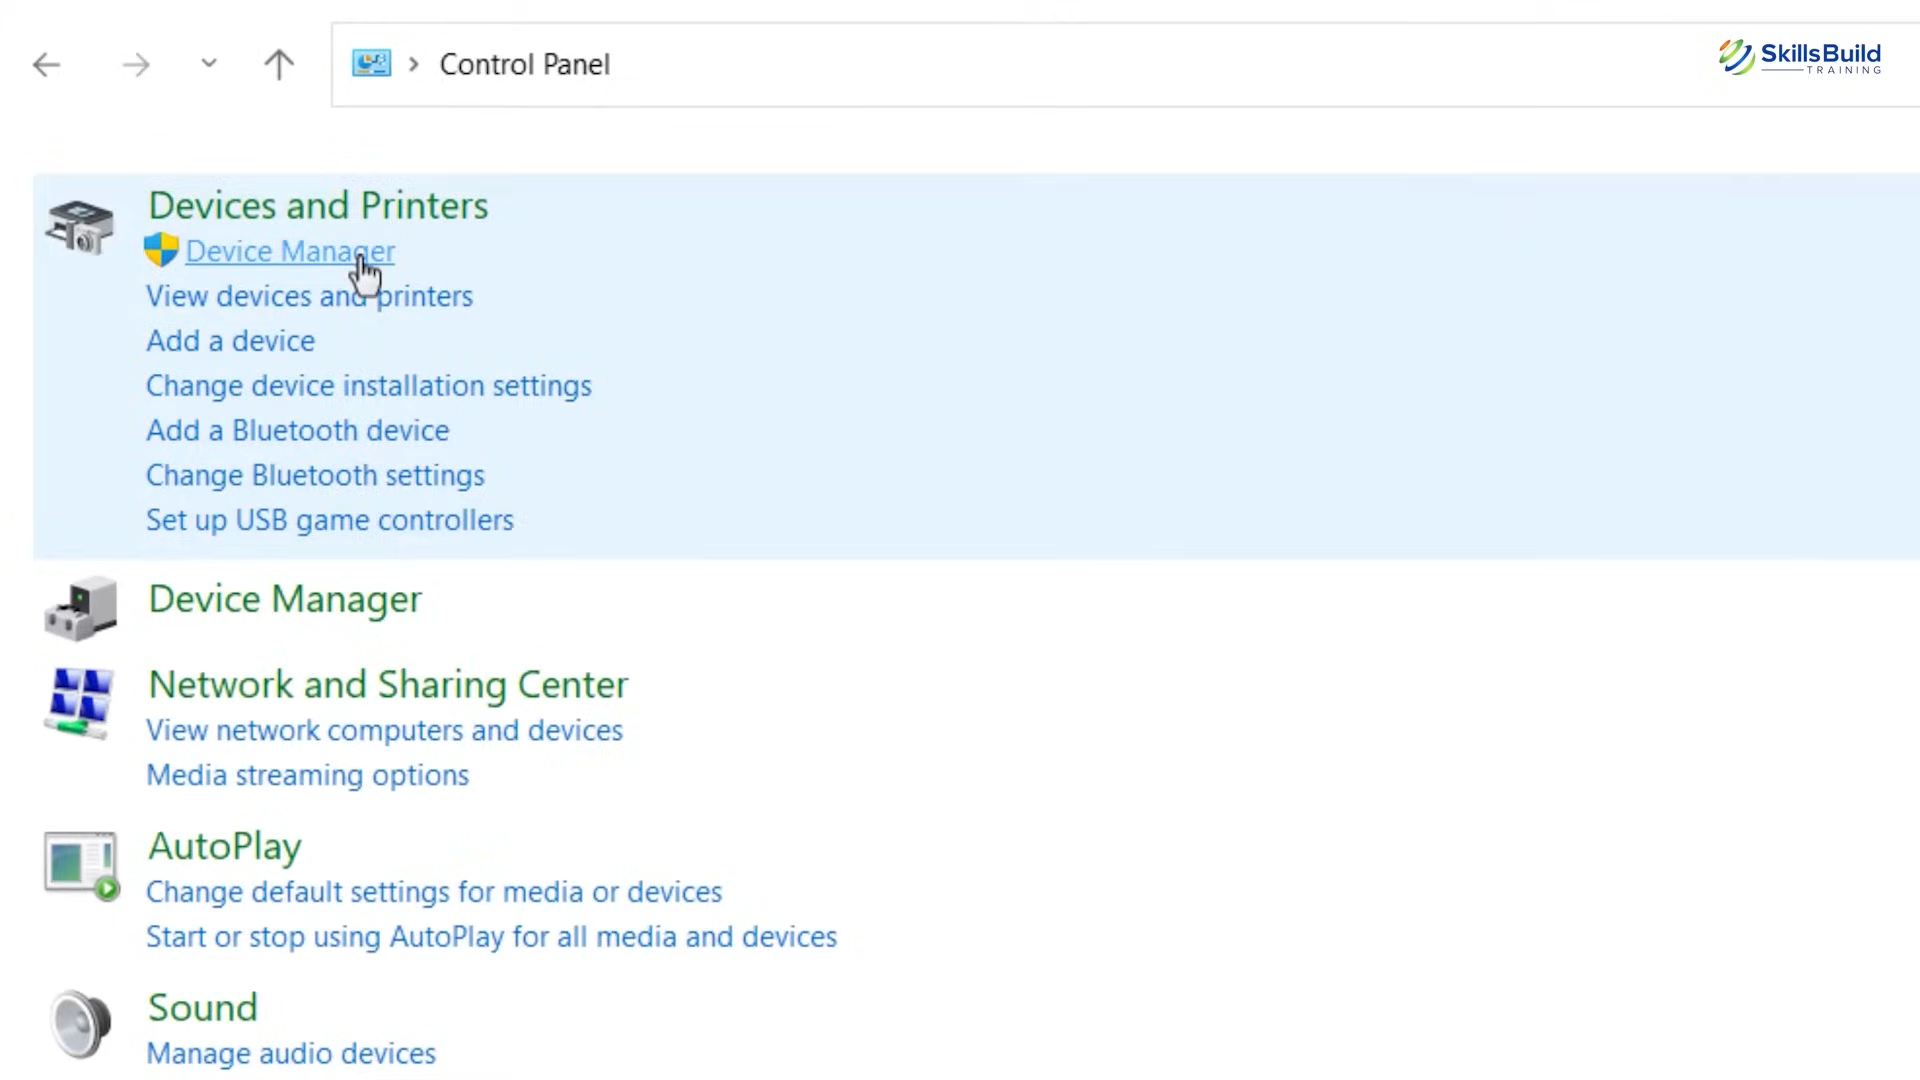 Control Panel
SkillsBuild
TRAINING
Devices and Printers
Device Manager
View devices and printers
Add a device
Change device installation settings
Add a Bluetooth device
Change Bluetooth settings
Set up USB game controllers
Device Manager
Network and Sharing Center
View network computers and devices
Media streaming options
AutoPlay
Change default settings for media or devices
Start or stop using AutoPlay for all media and devices
Sound
Manage audio devices